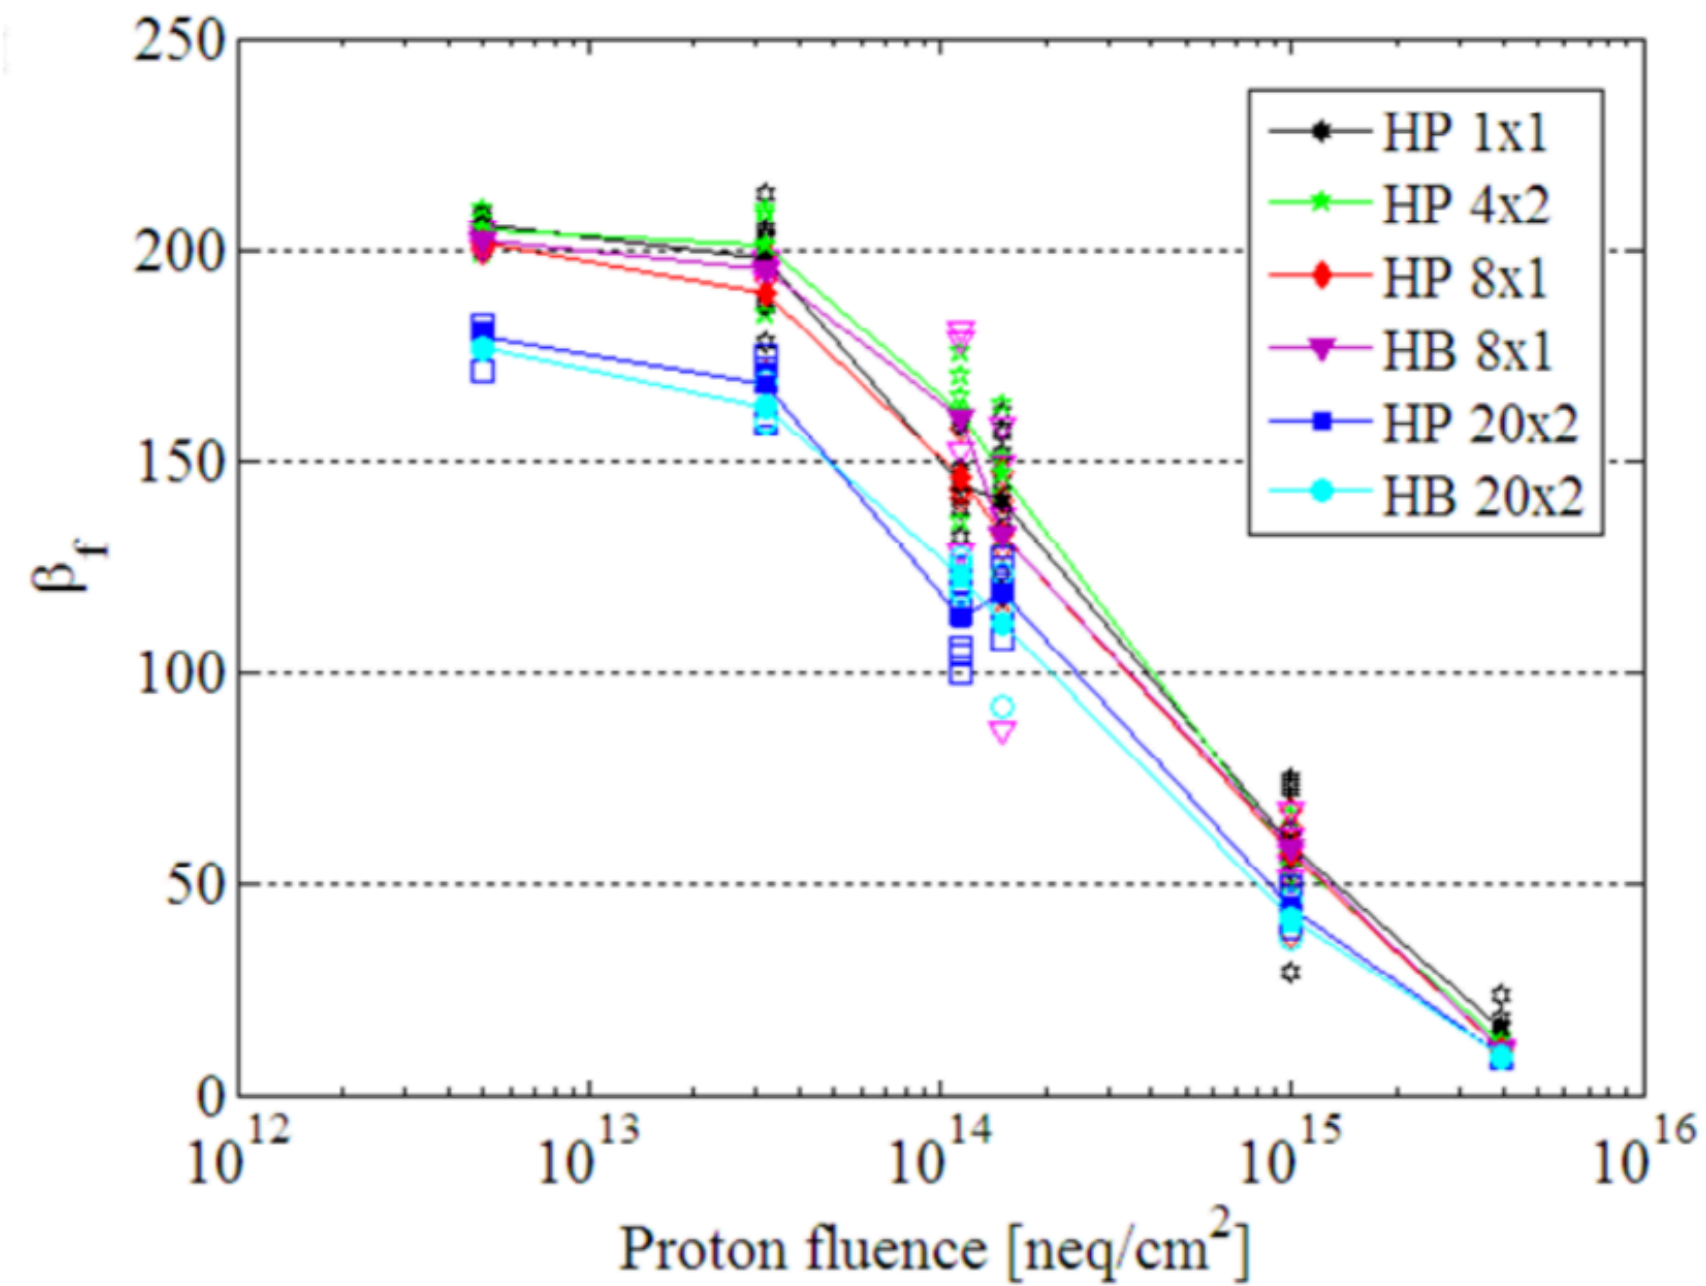 250
200
150
100
50
0
β_f
HP 1x1
HP 4x2
HP 8x1
HB 8x1
HP 20x2
HB 20x2
10^12 10^13 10^14 10^15 10^16
Proton fluence [neq/cm^2]